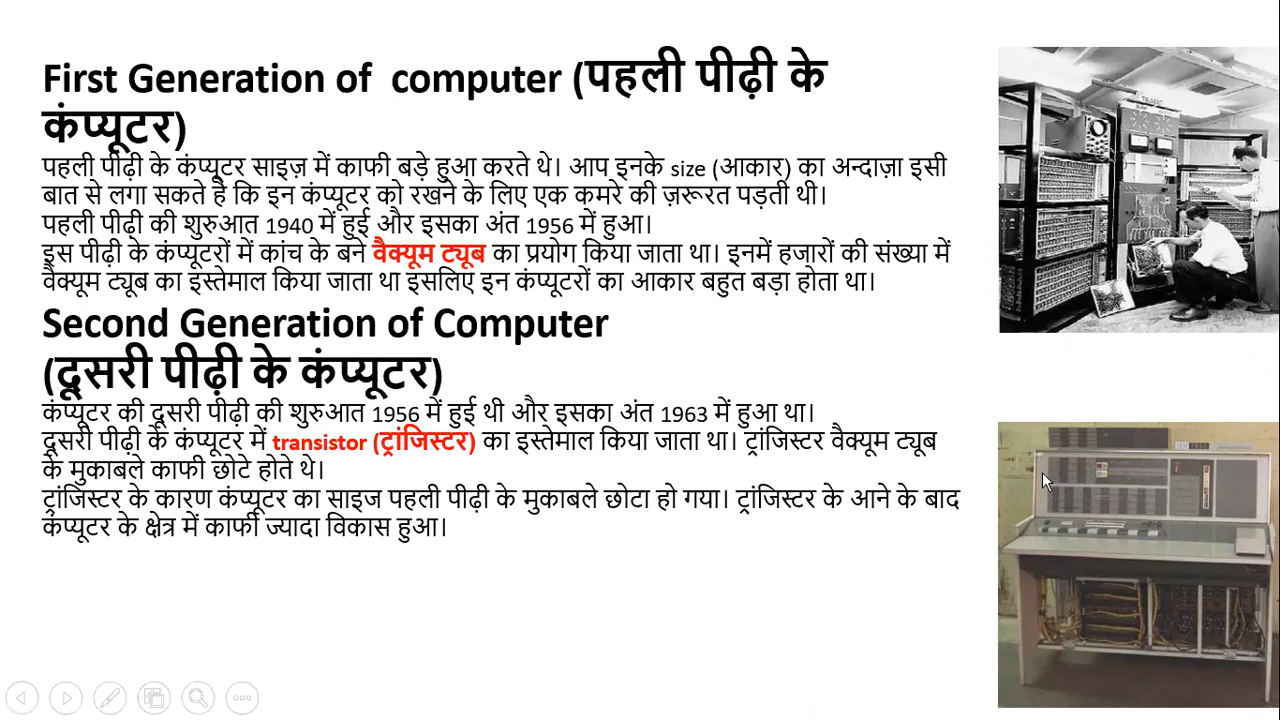 First Generation of computer (पहली पीढ़ी के
कंप्यूटर)
पहली पीढ़ी के कंप्यूटर साइज़ में काफी बड़े हुआ करते थे। आप इनके size (आकार) का अन्दाज़ा इसी
बात से लगा सकते है कि इन कंप्यूटर को रखने के लिए एक कमरे की ज़रूरत पड़ती थी।
पहली पीढ़ी की शुरुआत 1940 में हुई और इसका अंत 1956 में हुआ।
इस पीढ़ी के कंप्यूटरों में कांच के बने वैक्यूम ट्यूब का प्रयोग किया जाता था। इनमें हजारों की संख्या में
वैक्यूम ट्यूब का इस्तेमाल किया जाता था इसलिए इन कंप्यूटरों का आकार बहुत बड़ा होता था।
Second Generation of Computer
(दूसरी पीढ़ी के कंप्यूटर)
कंप्यूटर की दूसरी पीढ़ी की शुरुआत 1956 में हुई थी और इसका अंत 1963 में हुआ था।
दूसरी पीढ़ी के कंप्यूटर में transistor (ट्रांजिस्टर) का इस्तेमाल किया जाता था। ट्रांजिस्टर वैक्यूम ट्यूब
के मुकाबले काफी छोटे होते थे।
ट्रांजिस्टर के कारण कंप्यूटर का साइज पहली पीढ़ी के मुकाबले छोटा हो गया। ट्रांजिस्टर के आने के बाद
कंप्यूटर के क्षेत्र में काफी ज्यादा विकास हुआ।
TRADIC